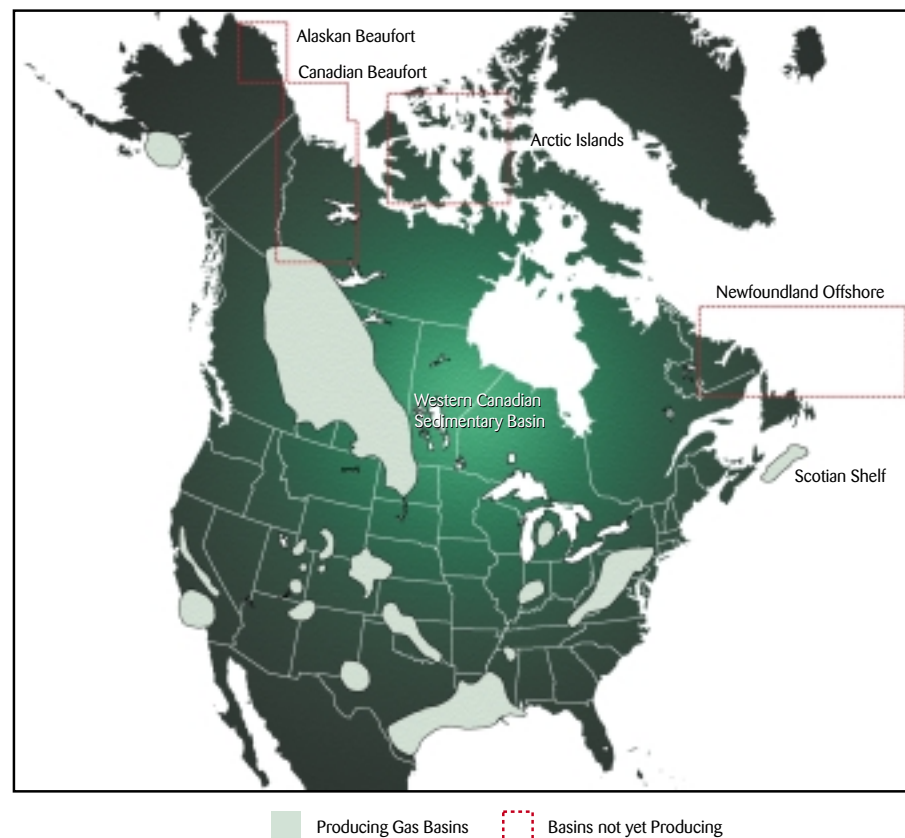 Alaskan Beaufort
Canadian Beaufort
Arctic Islands
Newfoundland Offshore
Western Canadian
Sedimentary Basin
Scotian Shelf
Producing Gas Basins
Basins not yet Producing